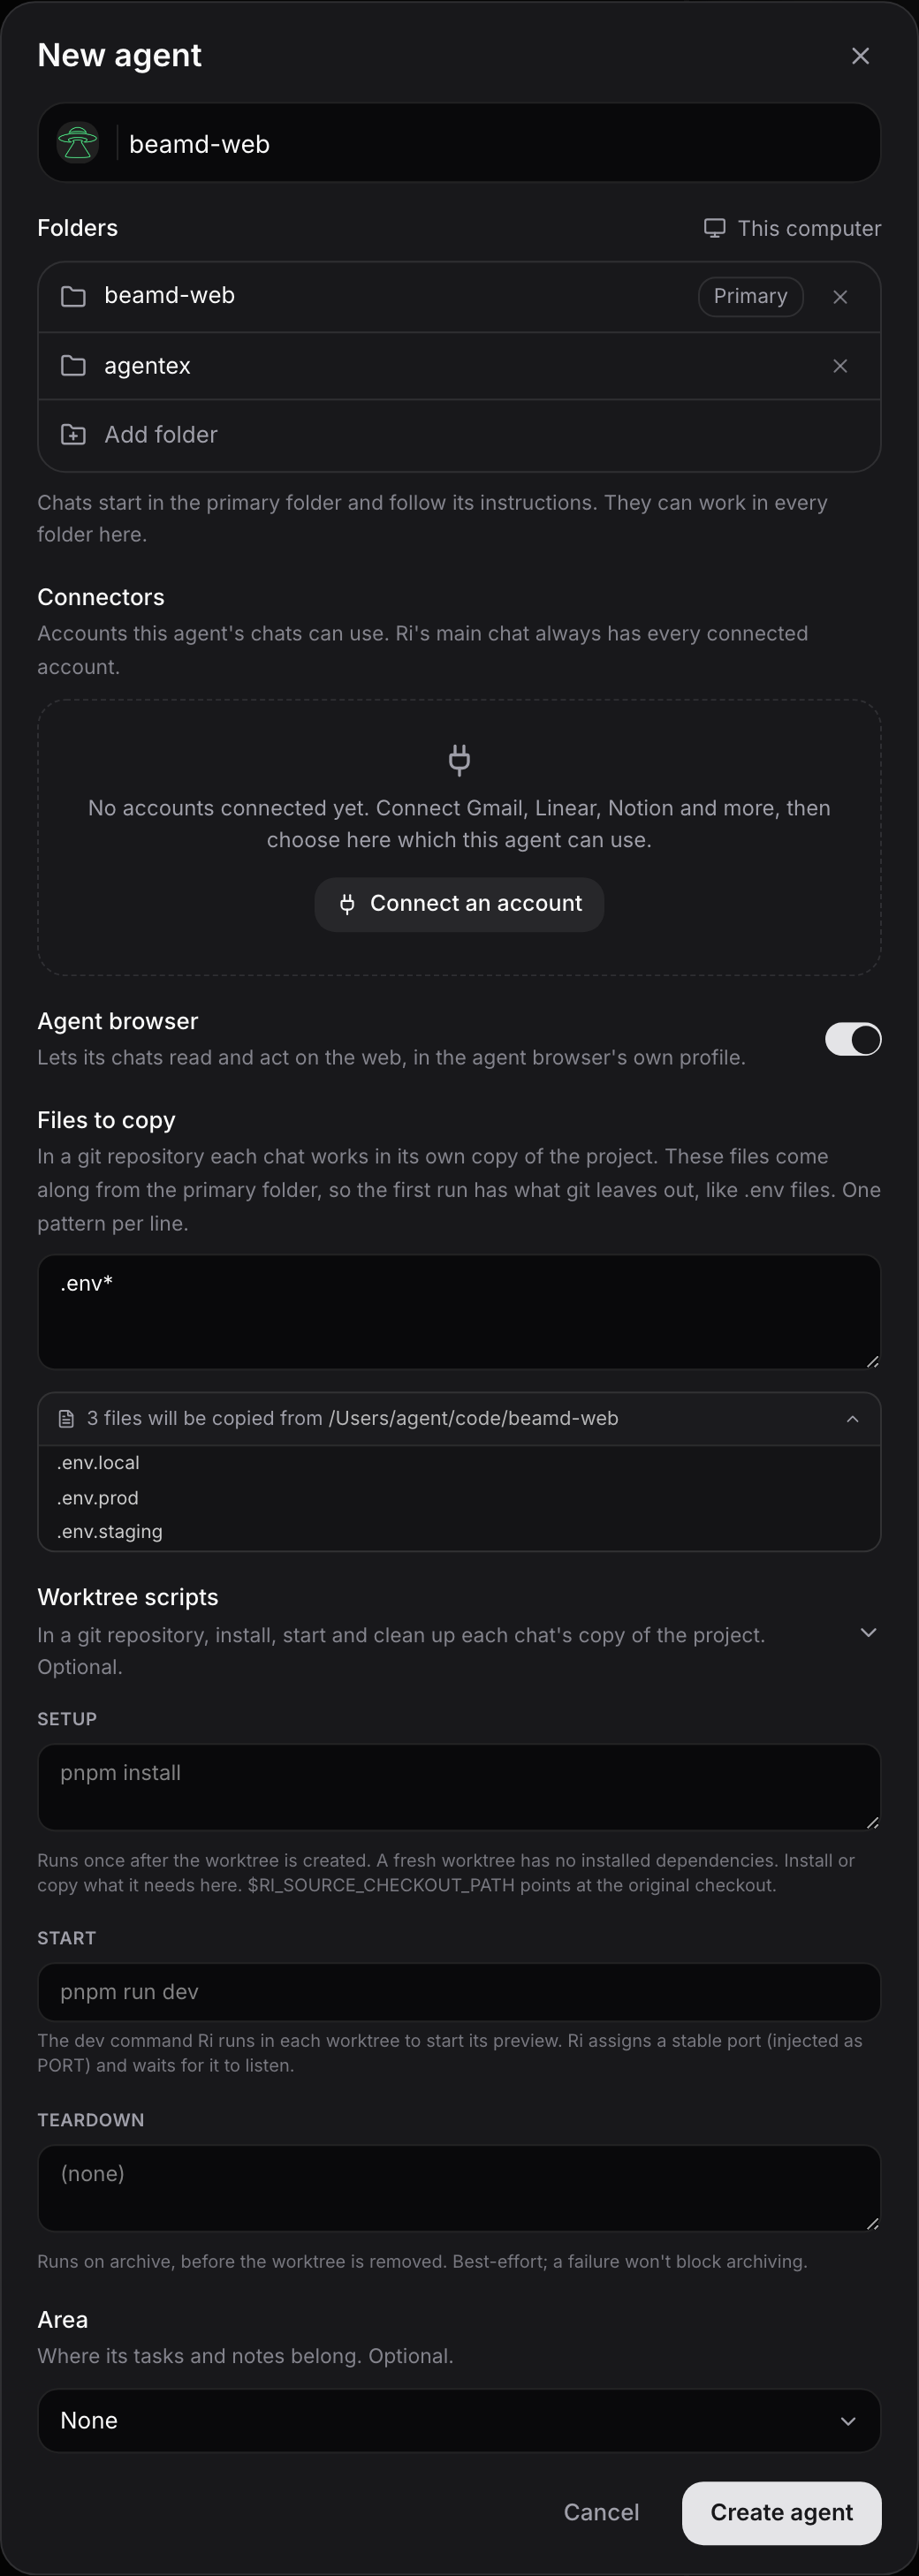 New agent
beamd-web
Folders
This computer
beamd-web
Primary
agentex
Add folder
Chats start in the primary folder and follow its instructions. They can work in every
folder here.
Connectors
Accounts this agent's chats can use. Ri's main chat always has every connected
account.
No accounts connected yet. Connect Gmail, Linear, Notion and more, then
choose here which this agent can use.
Connect an account
Agent browser
Lets its chats read and act on the web, in the agent browser's own profile.
Files to copy
In a git repository each chat works in its own copy of the project. These files come
along from the primary folder, so the first run has what git leaves out, like .env files. One
pattern per line.
.env*
3 files will be copied from /Users/agent/code/beamd-web
.env.local
.env.prod
.env.staging
Worktree scripts
In a git repository, install, start and clean up each chat's copy of the project.
Optional.
SETUP
pnpm install
Runs once after the worktree is created. A fresh worktree has no installed dependencies. Install or
copy what it needs here. $RI_SOURCE_CHECKOUT_PATH points at the original checkout.
START
pnpm run dev
The dev command Ri runs in each worktree to start its preview. Ri assigns a stable port (injected as
PORT) and waits for it to listen.
TEARDOWN
(none)
Runs on archive, before the worktree is removed. Best-effort; a failure won't block archiving.
Area
Where its tasks and notes belong. Optional.
None
Cancel
Create agent